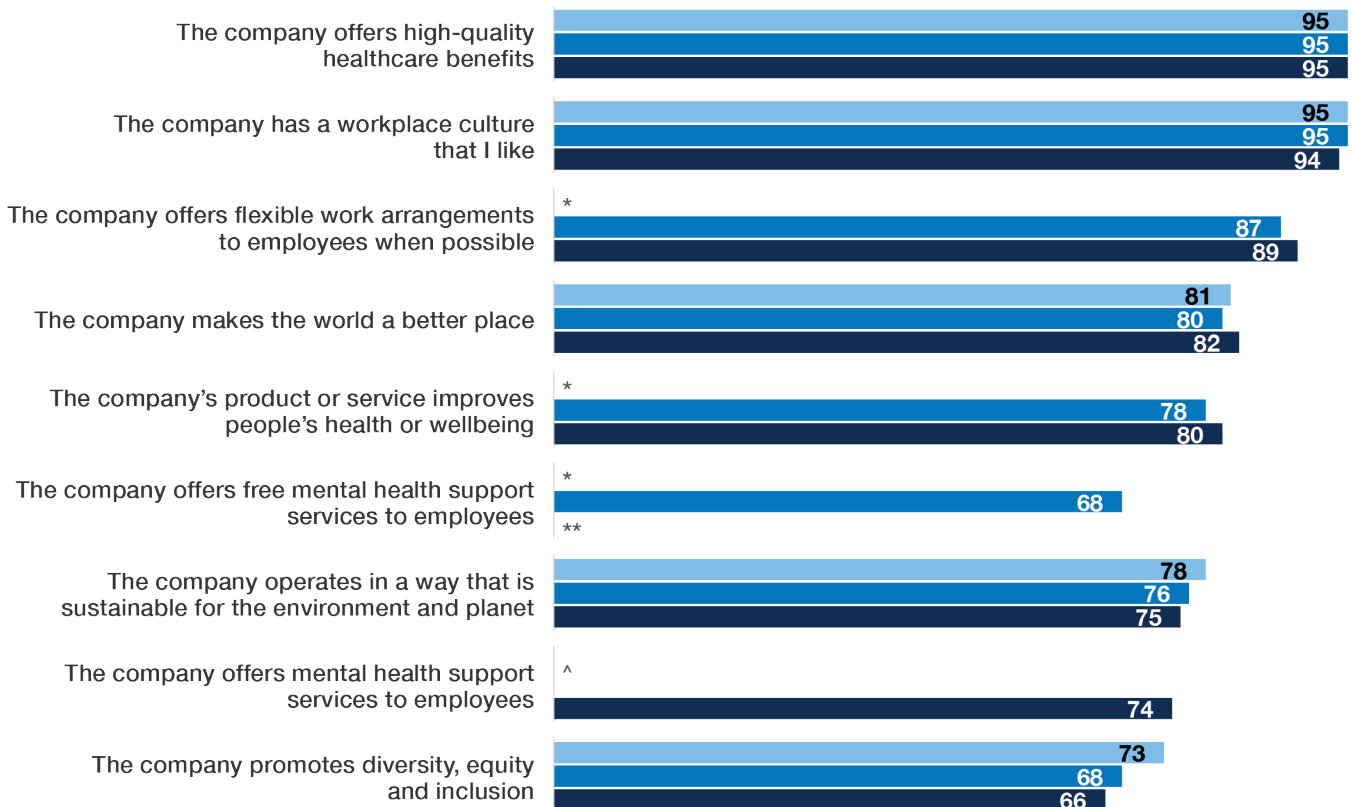 The company offers high-quality
healthcare benefits
95
95
95
The company has a workplace culture
that I like
95
95
94
The company offers flexible work arrangements
to employees when possible
*
87
89
The company makes the world a better place
81
80
82
The company’s product or service improves
people’s health or wellbeing
*
78
80
The company offers free mental health support
services to employees
*
68
**
The company operates in a way that is
sustainable for the environment and planet
78
76
75
The company offers mental health support
services to employees
^
74
The company promotes diversity, equity
and inclusion
73
68
66